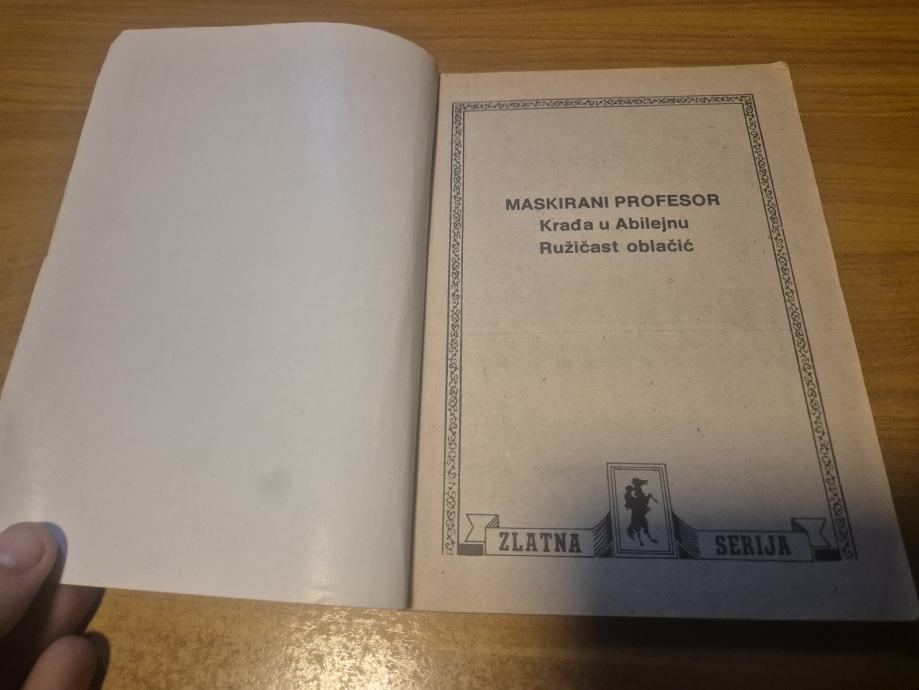 MASKIRANI PROFESOR
Krađa u Abilejnu
Ružičast oblačić
ZLATNA SERIJA